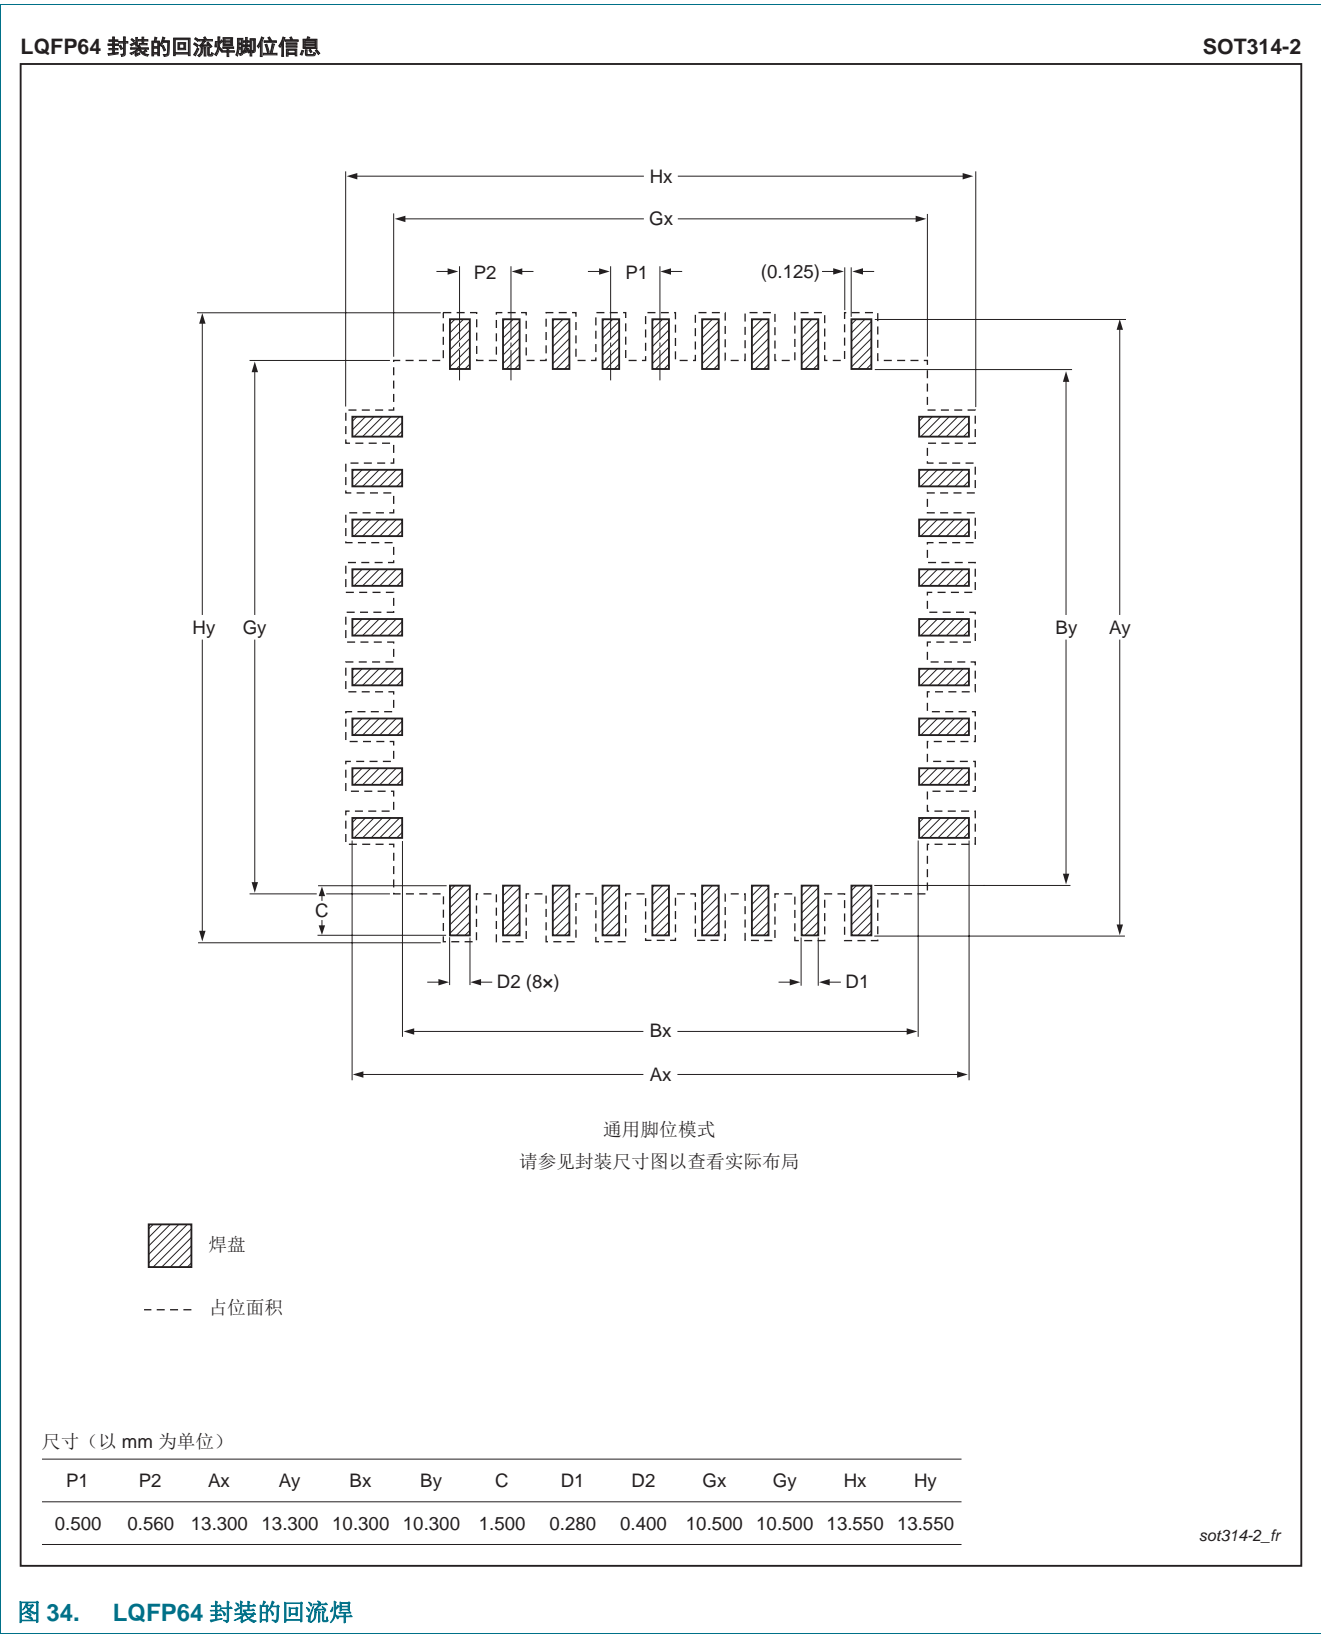 LQFP64 封装的回流焊脚位信息 SOT314-2
Hx
Gx
P2 P1 (0.125)
Hy Gy By Ay
C
D2 (8×) D1
Bx
Ax
通用脚位模式
请参见封装尺寸图以查看实际布局
焊盘
占位面积
尺寸（以 mm 为单位）
P1 P2 Ax Ay Bx By C D1 D2 Gx Gy Hx Hy
0.500 0.560 13.300 13.300 10.300 10.300 1.500 0.280 0.400 10.500 10.500 13.550 13.550
sot314-2_fr
图 34. LQFP64 封装的回流焊